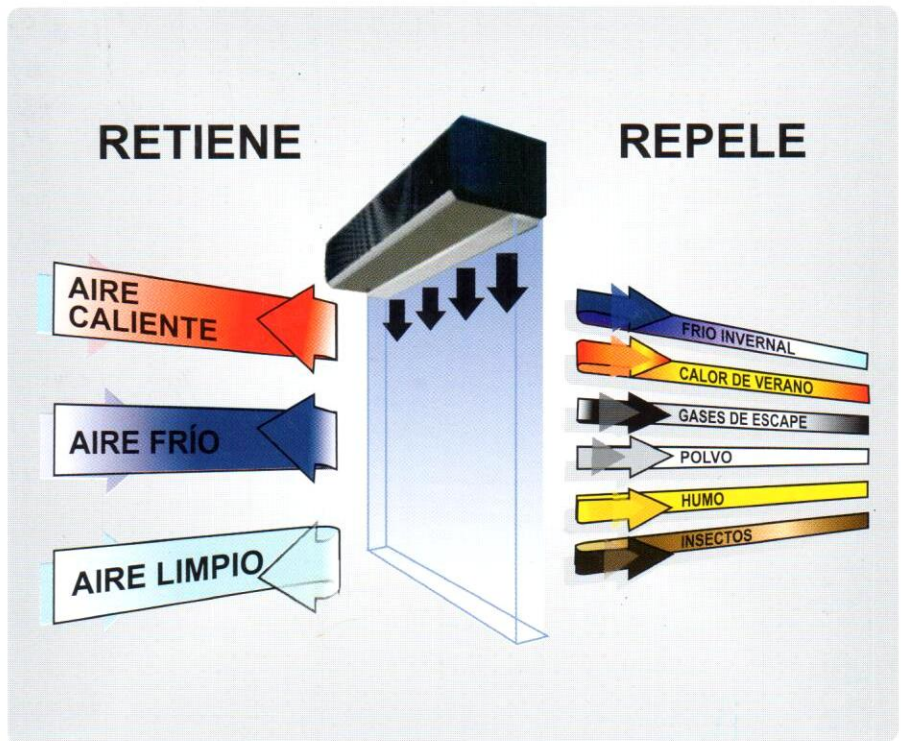 RETIENE
REPELE
AIRE
CALIENTE
AIRE FRÍO
AIRE LIMPIO
FRIO INVERNAL
CALOR DE VERANO
GASES DE ESCAPE
POLVO
HUMO
INSECTOS